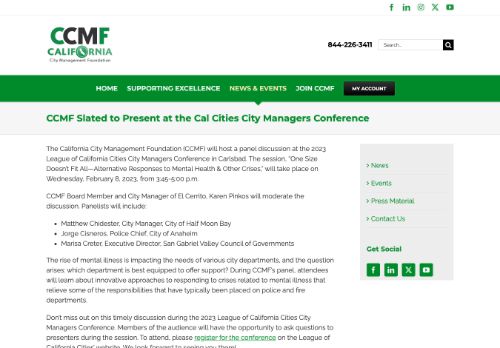 CCMF
CALIFORNIA
City Management Foundation
844-226-3411
Search...
HOME SUPPORTING EXCELLENCE NEWS & EVENTS JOIN CCMF MY ACCOUNT
CCMF Slated to Present at the Cal Cities City Managers Conference
The California City Management Foundation (CCMF) will host a panel discussion at the 2023
League of California Cities City Managers Conference in Carlsbad. The session, "One Size
Doesn't Fit All—Alternative Responses to Mental Health & Other Crises," will take place on
Wednesday, February 8, 2023, from 3:45-5:00 p.m.
CCMF Board Member and City Manager of El Cerrito, Karen Pinkos will moderate the
discussion. Panelists will include:
Matthew Chidester, City Manager, City of Half Moon Bay
Jorge Cisneros, Police Chief, City of Anaheim
Marisa Creter, Executive Director, San Gabriel Valley Council of Governments
The rise of mental illness is impacting the needs of various city departments, and the question
arises: which department is best equipped to offer support? During CCMF's panel, attendees
will learn about innovative approaches to responding to crises related to mental illness that
relieve some of the responsibilities that have typically been placed on police and fire
departments.
Don't miss out on this timely discussion during the 2023 League of California Cities City
Managers Conference. Members of the audience will have the opportunity to ask questions to
presenters during the session. To attend, please register for the conference on the League of
California Cities' website. We look forward to seeing you there!
> News
> Events
> Press Material
> Contact Us
Get Social